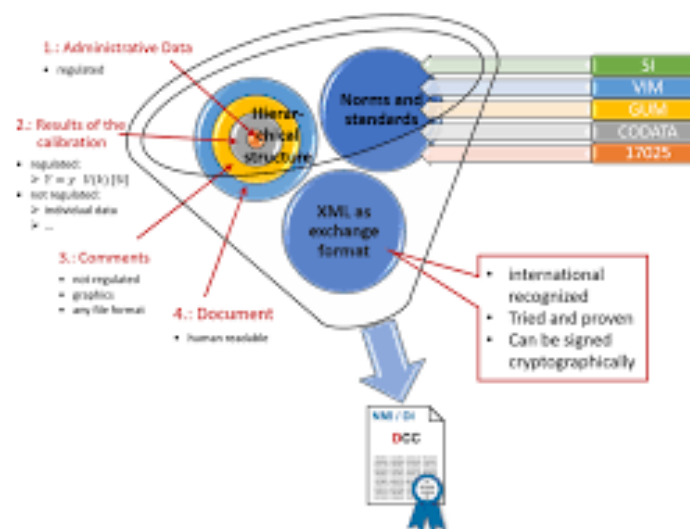 1.: Administrative Data
• regulated
Hierar-
chical
structure
Norms and
standards
SI
VIM
GUM
CODATA
17025
2.: Results of the
calibration
• regulated:
• not regulated:
➢ individual data
➢ ...
XML as
exchange
format
3.: Comments
• not regulated
• graphics
• any file format
4.: Document
• human readable
• international
recognized
• Tried and proven
• Can be signed
cryptographically
NMI / DI
DCC